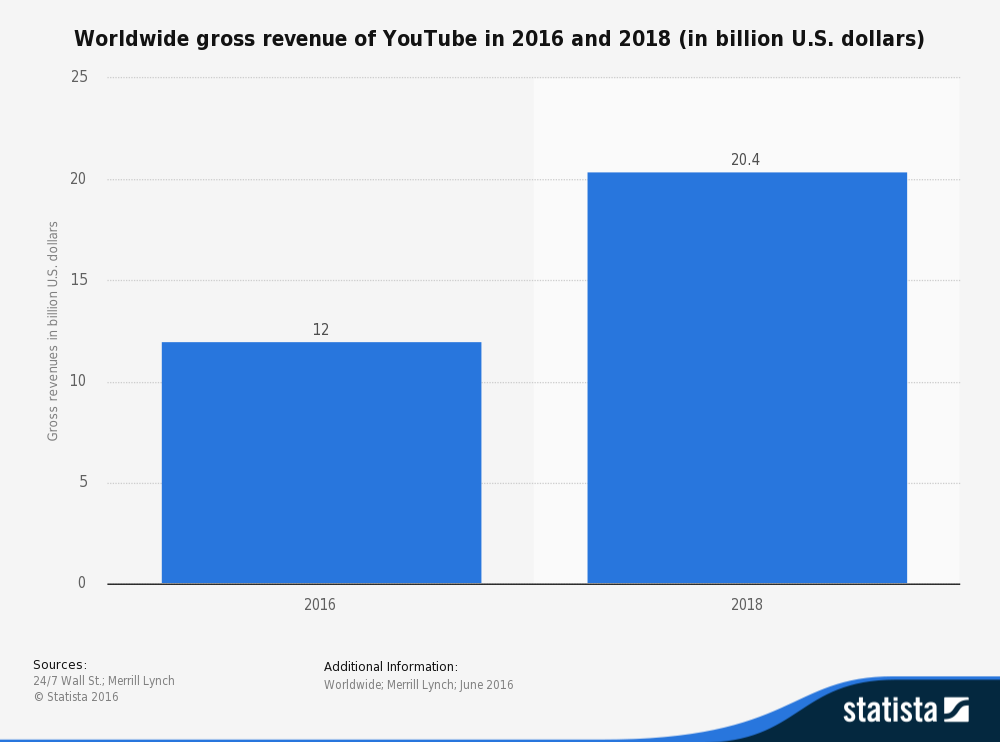 Worldwide gross revenue of YouTube in 2016 and 2018 (in billion U.S. dollars)
Gross revenues in billion U.S. dollars
25
20
15
10
5
0
12
20.4
2016
2018
Sources:
24/7 Wall St.; Merrill Lynch
© Statista 2016
Additional Information:
Worldwide; Merrill Lynch; June 2016
statista